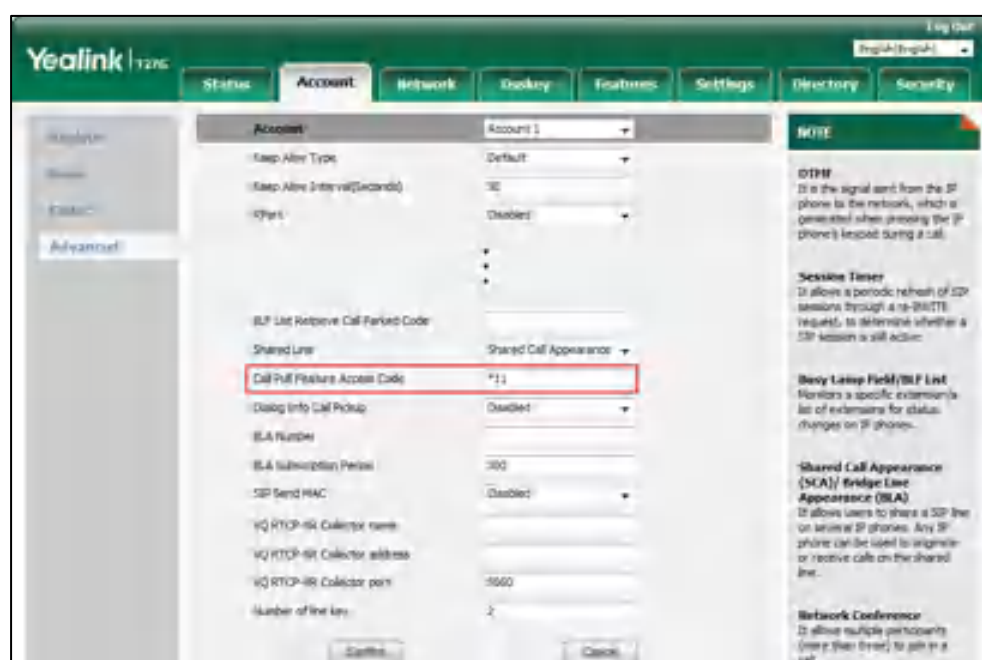 Log Out
Yealink T27G
English(English)
Status Account Network Dsskey Features Settings Directory Security
Register
Basic
Codec
Advanced
Account Account 1
Keep Alive Type Default
Keep Alive Interval(Seconds) 30
RPort Disabled
BLF List Retrieve Call Parked Code
Shared Line Shared Call Appearance
Call Pull Feature Access Code *11
Dialog Info Call Pickup Disabled
BLA Number
BLA Subscription Period 300
SIP Send MAC Disabled
VQ RTCP-XR Collector name
VQ RTCP-XR Collector address
VQ RTCP-XR Collector port 5060
Number of line key 2
Confirm Cancel
NOTE
DTMF
It is the signal sent from the IP
phone to the network, which is
generated when pressing the IP
phone's keypad during a call.
Session Timer
It allows a periodic refresh of SIP
sessions through a re-INVITE
request, to determine whether a
SIP session is still active.
Busy Lamp Field/BLF List
Monitors a specific extension/a
list of extensions for status
changes on IP phones.
Shared Call Appearance
(SCA)/ Bridge Line
Appearance (BLA)
It allows users to share a SIP line
on several IP phones. Any IP
phone can be used to originate
or receive calls on the shared
line.
Network Conference
It allows multiple participants
(more than three) to join in a
call.